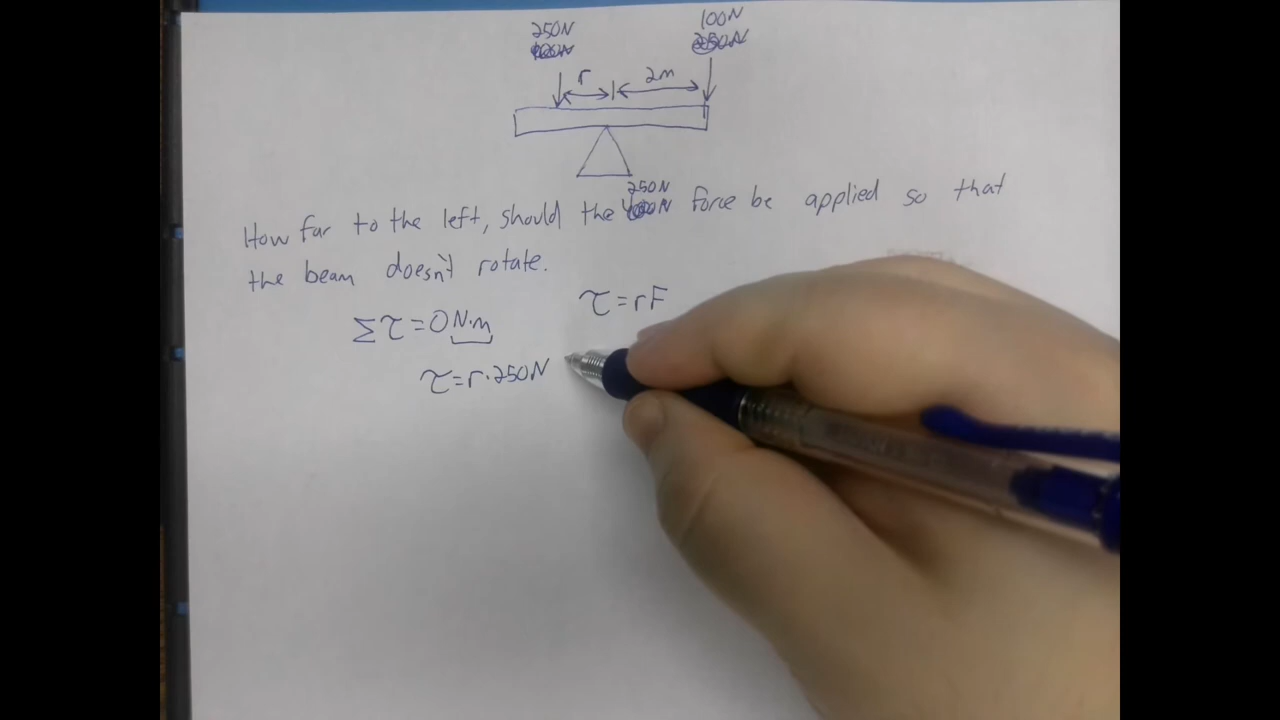 250N
100N
r
2m
How far to the left, should the 250N force be applied so that
the beam doesn't rotate.
Στ=0N·m
τ=rF
τ=r·250N